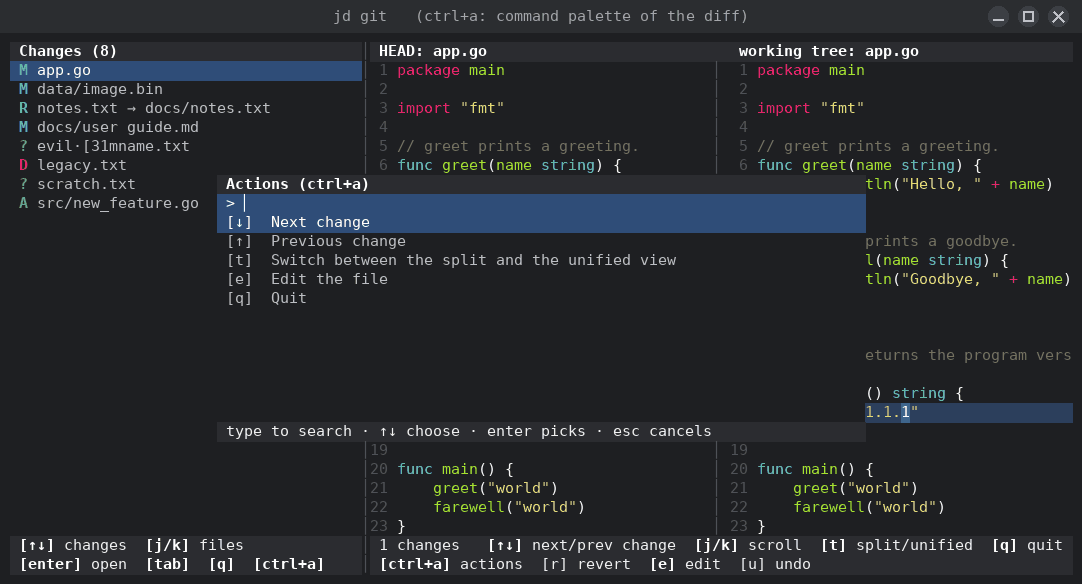 jd git   (ctrl+a: command palette of the diff)
Changes (8)
M app.go
M data/image.bin
R notes.txt → docs/notes.txt
M docs/user guide.md
? evil·[31mname.txt
D legacy.txt
? scratch.txt
A src/new_feature.go
HEAD: app.go
1 package main
2
3 import "fmt"
4
5 // greet prints a greeting.
6 func greet(name string) {
working tree: app.go
1 package main
2
3 import "fmt"
4
5 // greet prints a greeting.
6 func greet(name string) {
tln("Hello, " + name)
prints a goodbye.
l(name string) {
tln("Goodbye, " + name)
eturns the program vers
() string {
1.1.1"
Actions (ctrl+a)
>
[↓]  Next change
[↑]  Previous change
[t]  Switch between the split and the unified view
[e]  Edit the file
[q]  Quit
type to search · ↑↓ choose · enter picks · esc cancels
19
20 func main() {
21     greet("world")
22     farewell("world")
23 }
19
20 func main() {
21     greet("world")
22     farewell("world")
23 }
[↑↓] changes  [j/k] files
[enter] open  [tab]  [q]  [ctrl+a]
1 changes   [↑↓] next/prev change  [j/k] scroll  [t] split/unified  [q] quit
[ctrl+a] actions  [r] revert  [e] edit  [u] undo